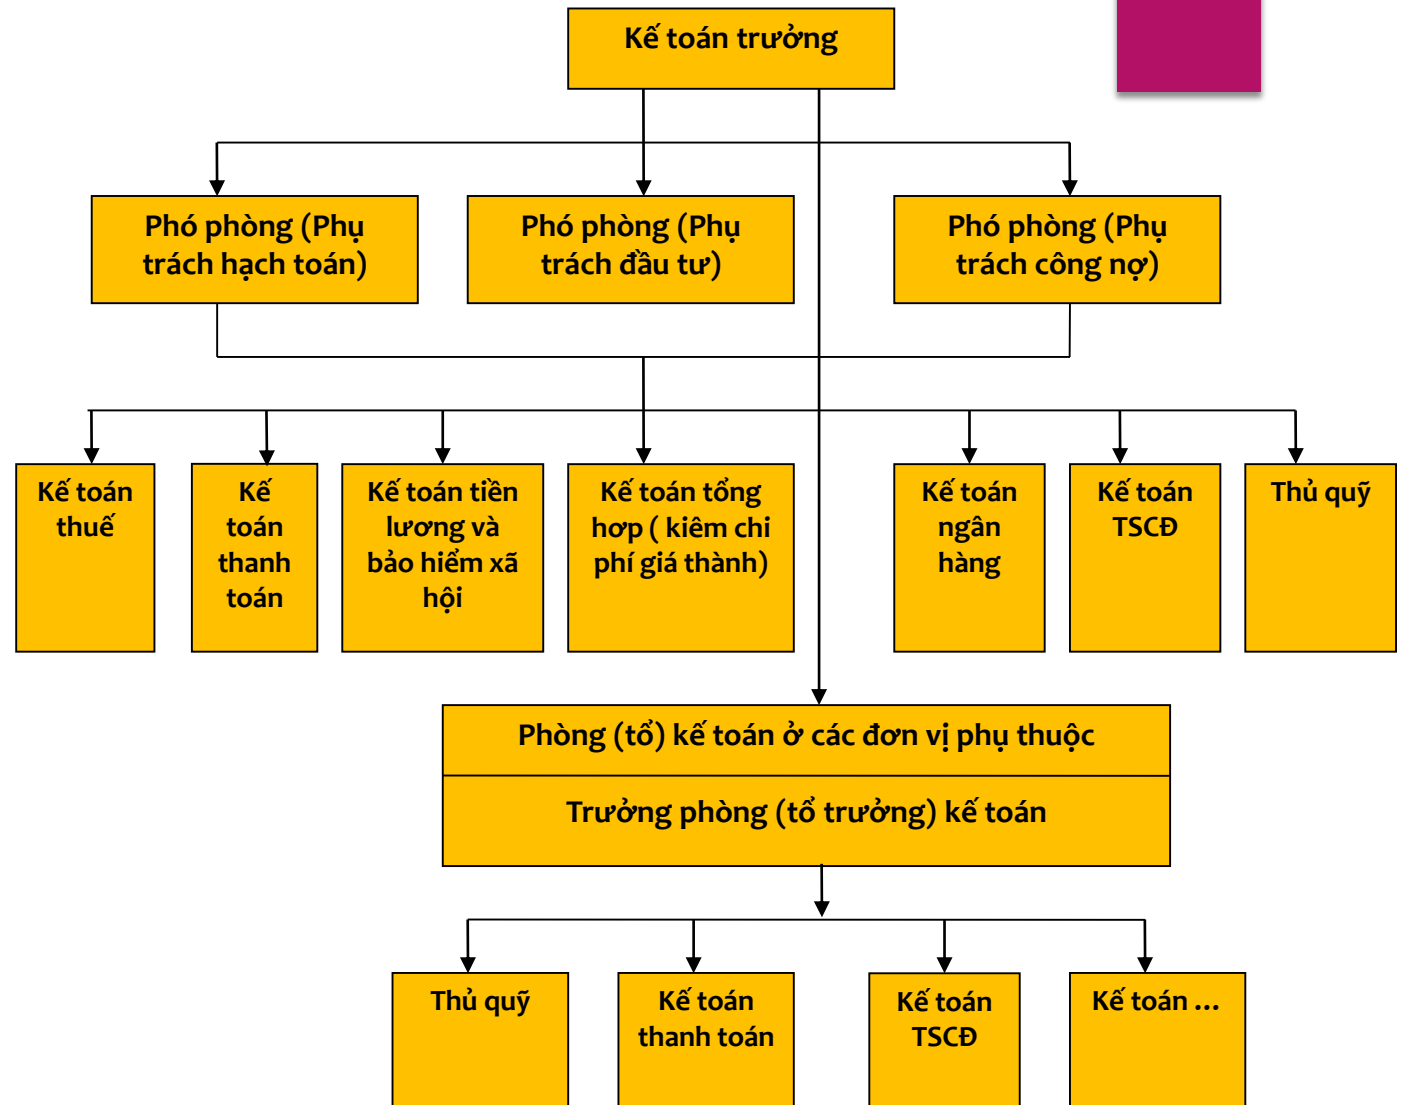 Kế toán trưởng
Phó phòng (Phụ
trách hạch toán)
Phó phòng (Phụ
trách đầu tư)
Phó phòng (Phụ
trách công nợ)
Kế toán
thuế
Kế
toán
thanh
toán
Kế toán tiền
lương và
bảo hiểm xã
hội
Kế toán tổng
hơp ( kiêm chi
phí giá thành)
Kế toán
ngân
hàng
Kế toán
TSCĐ
Thủ quỹ
Phòng (tổ) kế toán ở các đơn vị phụ thuộc
Trưởng phòng (tổ trưởng) kế toán
Thủ quỹ
Kế toán
thanh toán
Kế toán
TSCĐ
Kế toán ...